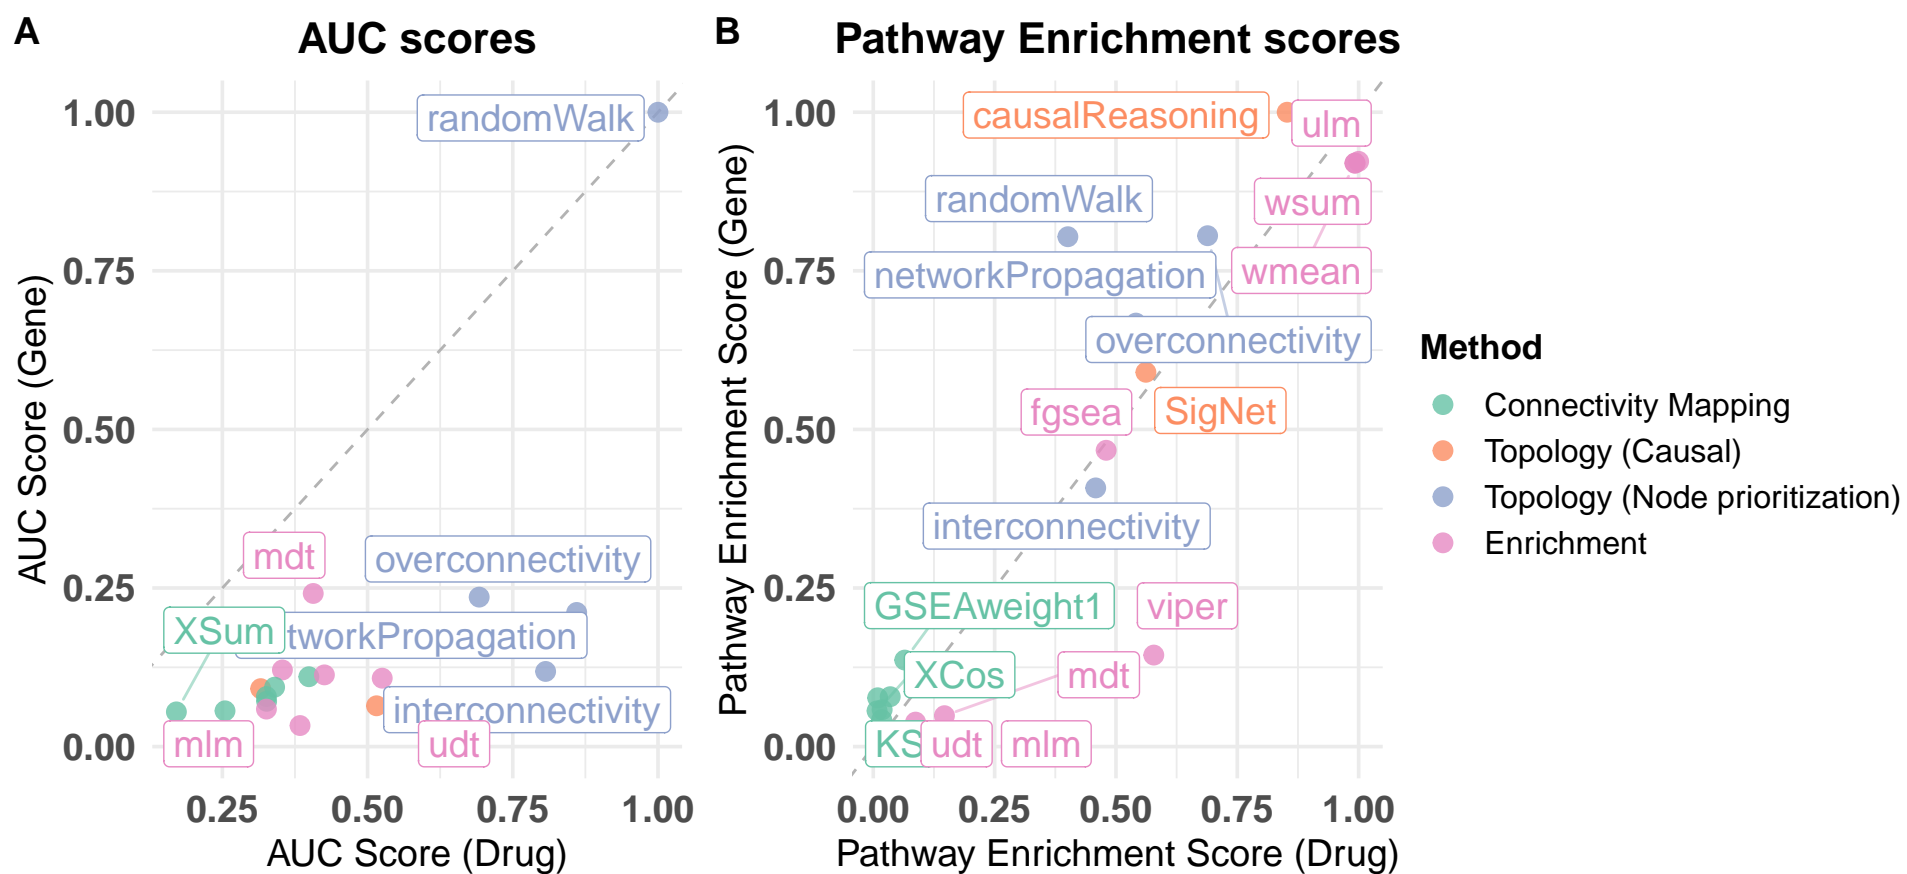 A
AUC scores
AUC Score (Gene)
1.00
0.75
0.50
0.25
0.00
randomWalk
mdt
overconnectivity
XSum
tworkPropagation
interconnectivity
mlm
udt
0.25
0.50
0.75
1.00
AUC Score (Drug)
B
Pathway Enrichment scores
Pathway Enrichment Score (Gene)
1.00
0.75
0.50
0.25
0.00
causalReasoning
ulm
randomWalk
wsum
networkPropagation
wmean
overconnectivity
fgsea
SigNet
interconnectivity
GSEAweight1
viper
XCos
mdt
KS
udt
mlm
0.00
0.25
0.50
0.75
1.00
Pathway Enrichment Score (Drug)
Method
Connectivity Mapping
Topology (Causal)
Topology (Node prioritization)
Enrichment